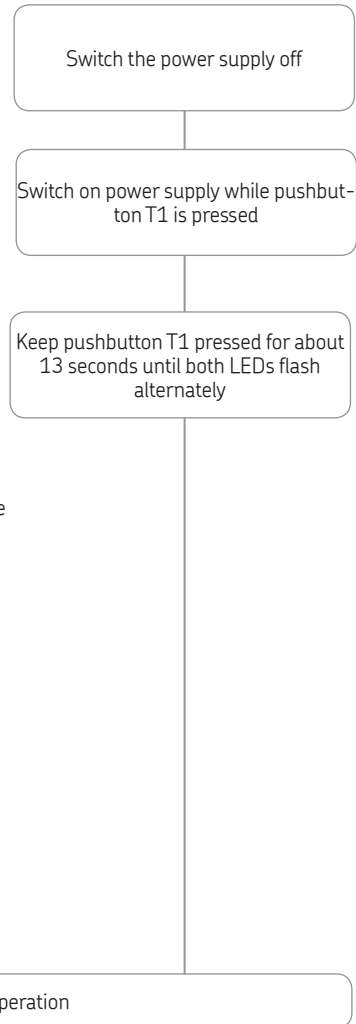 Switch the power supply off
Switch on power supply while pushbut-
ton T1 is pressed
Keep pushbutton T1 pressed for about
13 seconds until both LEDs flash
alternately
e
peration